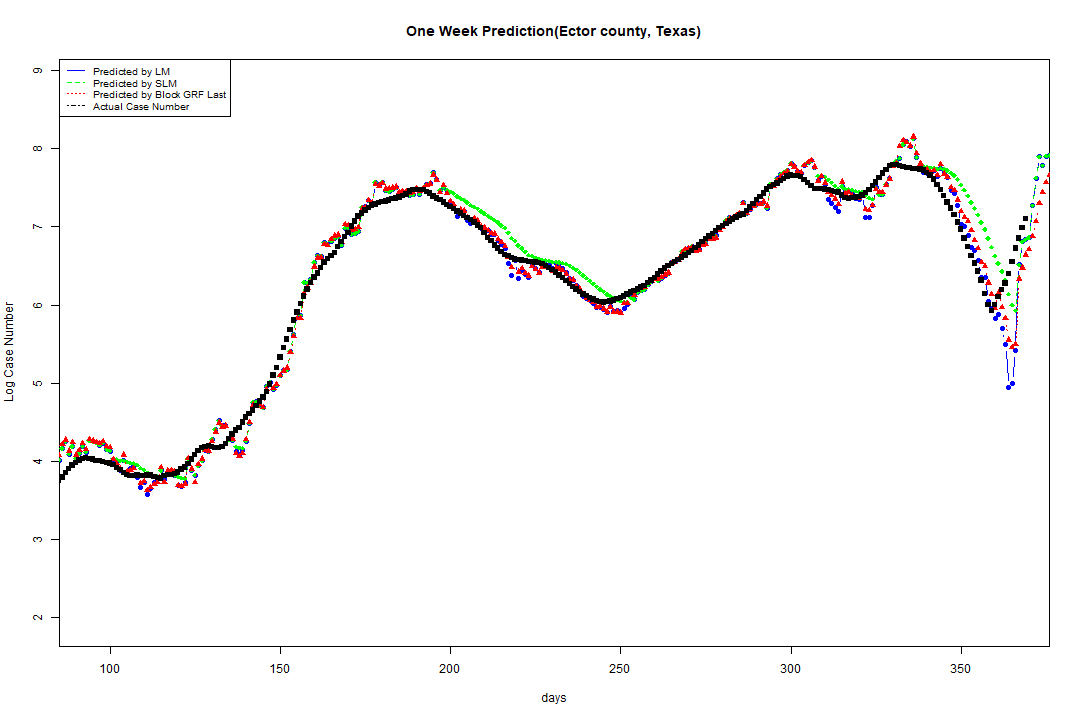 One Week Prediction(Ector county, Texas)
Predicted by LM
Predicted by SLM
Predicted by Block GRF Last
Actual Case Number
9
8
7
6
5
4
3
2
Log Case Number
100 150 200 250 300 350
days